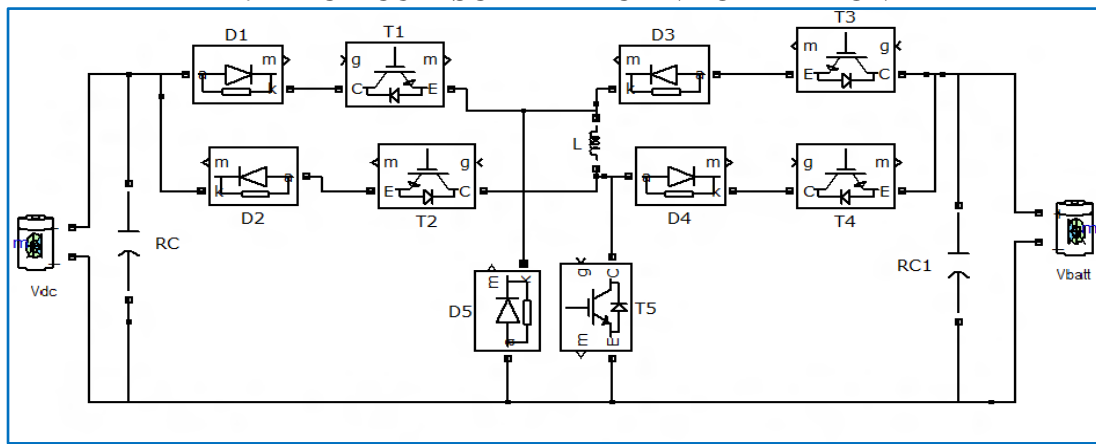 D1 T1 D3 T3
m g m m m g
a k C E k a E C
L
m m g m g m
k a E C a k C E
D2 T2 D4 T4
RC RC1
m + + m
Vdc Vbatt
m k g C
D5 T5
a m E